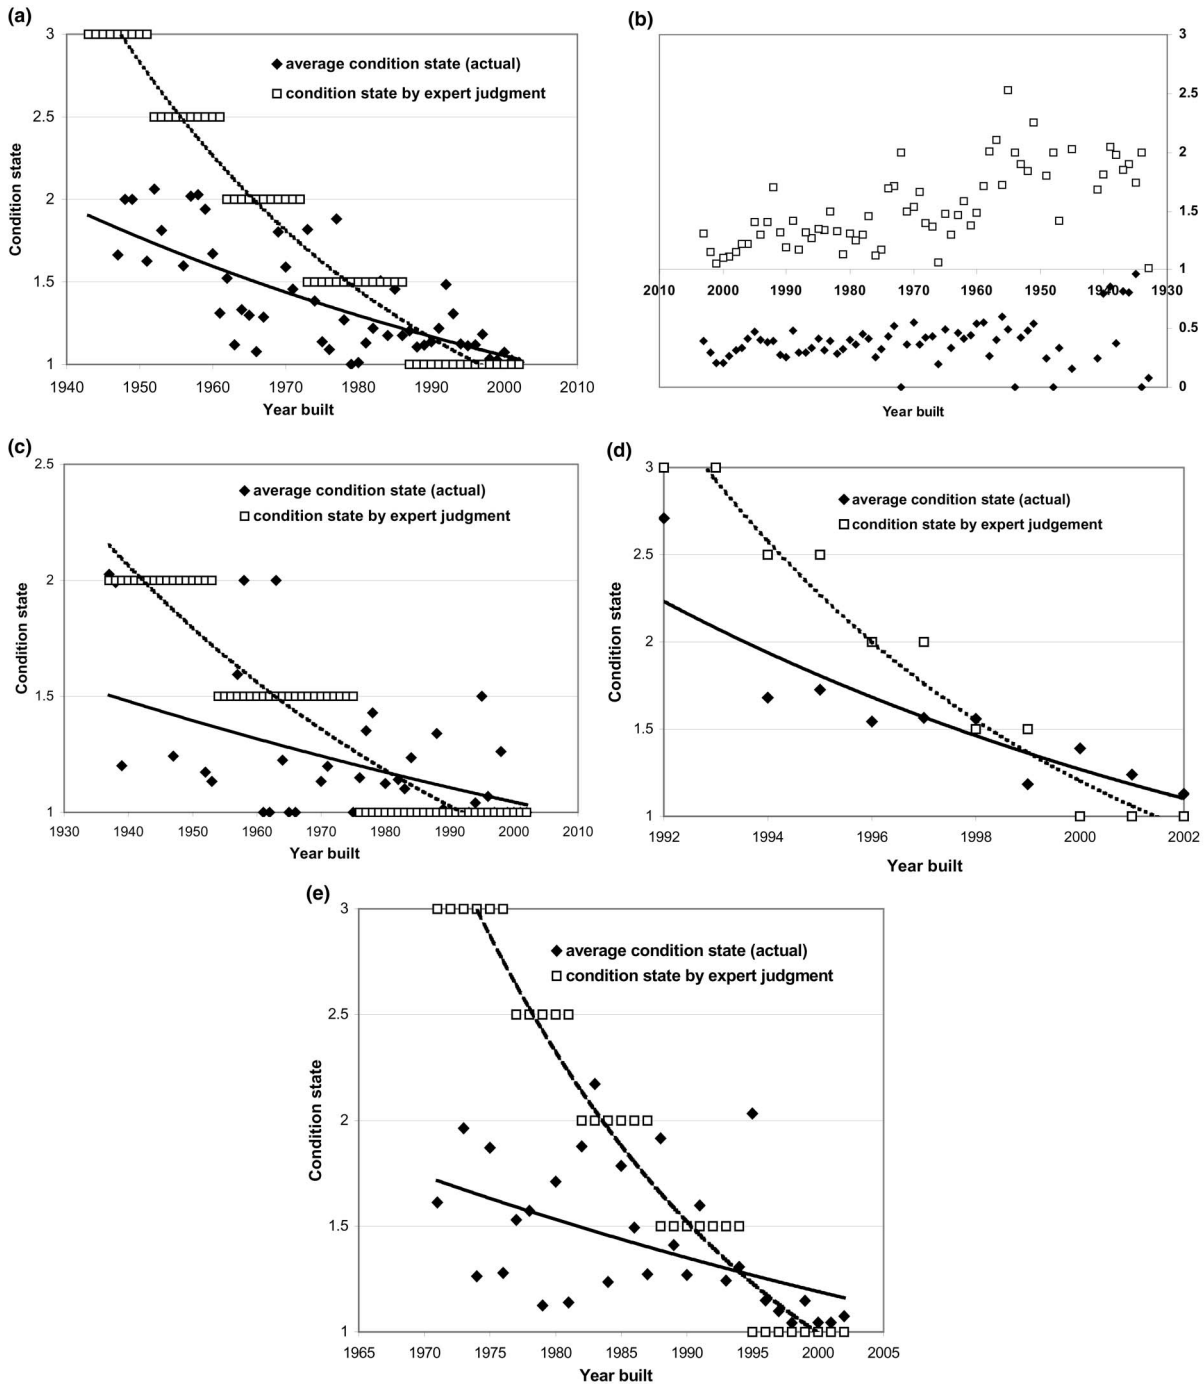 (a)
3
2.5
2
1.5
1
Condition state
◆ average condition state (actual)
□ condition state by expert judgment
1940 1950 1960 1970 1980 1990 2000 2010
Year built
(b)
3
2.5
2
1.5
1
2010 2000 1990 1980 1970 1960 1950 1940 1930
0.5
0
Year built
(c)
2.5
2
1.5
1
Condition state
◆ average condition state (actual)
□ condition state by expert judgment
1930 1940 1950 1960 1970 1980 1990 2000 2010
Year built
(d)
3
2.5
2
1.5
1
Condition state
◆ average condition state (actual)
□ condition state by expert judgement
1992 1994 1996 1998 2000 2002
Year built
(e)
3
2.5
2
1.5
1
Condition state
◆ average condition state (actual)
□ condition state by expert judgment
1965 1970 1975 1980 1985 1990 1995 2000 2005
Year built